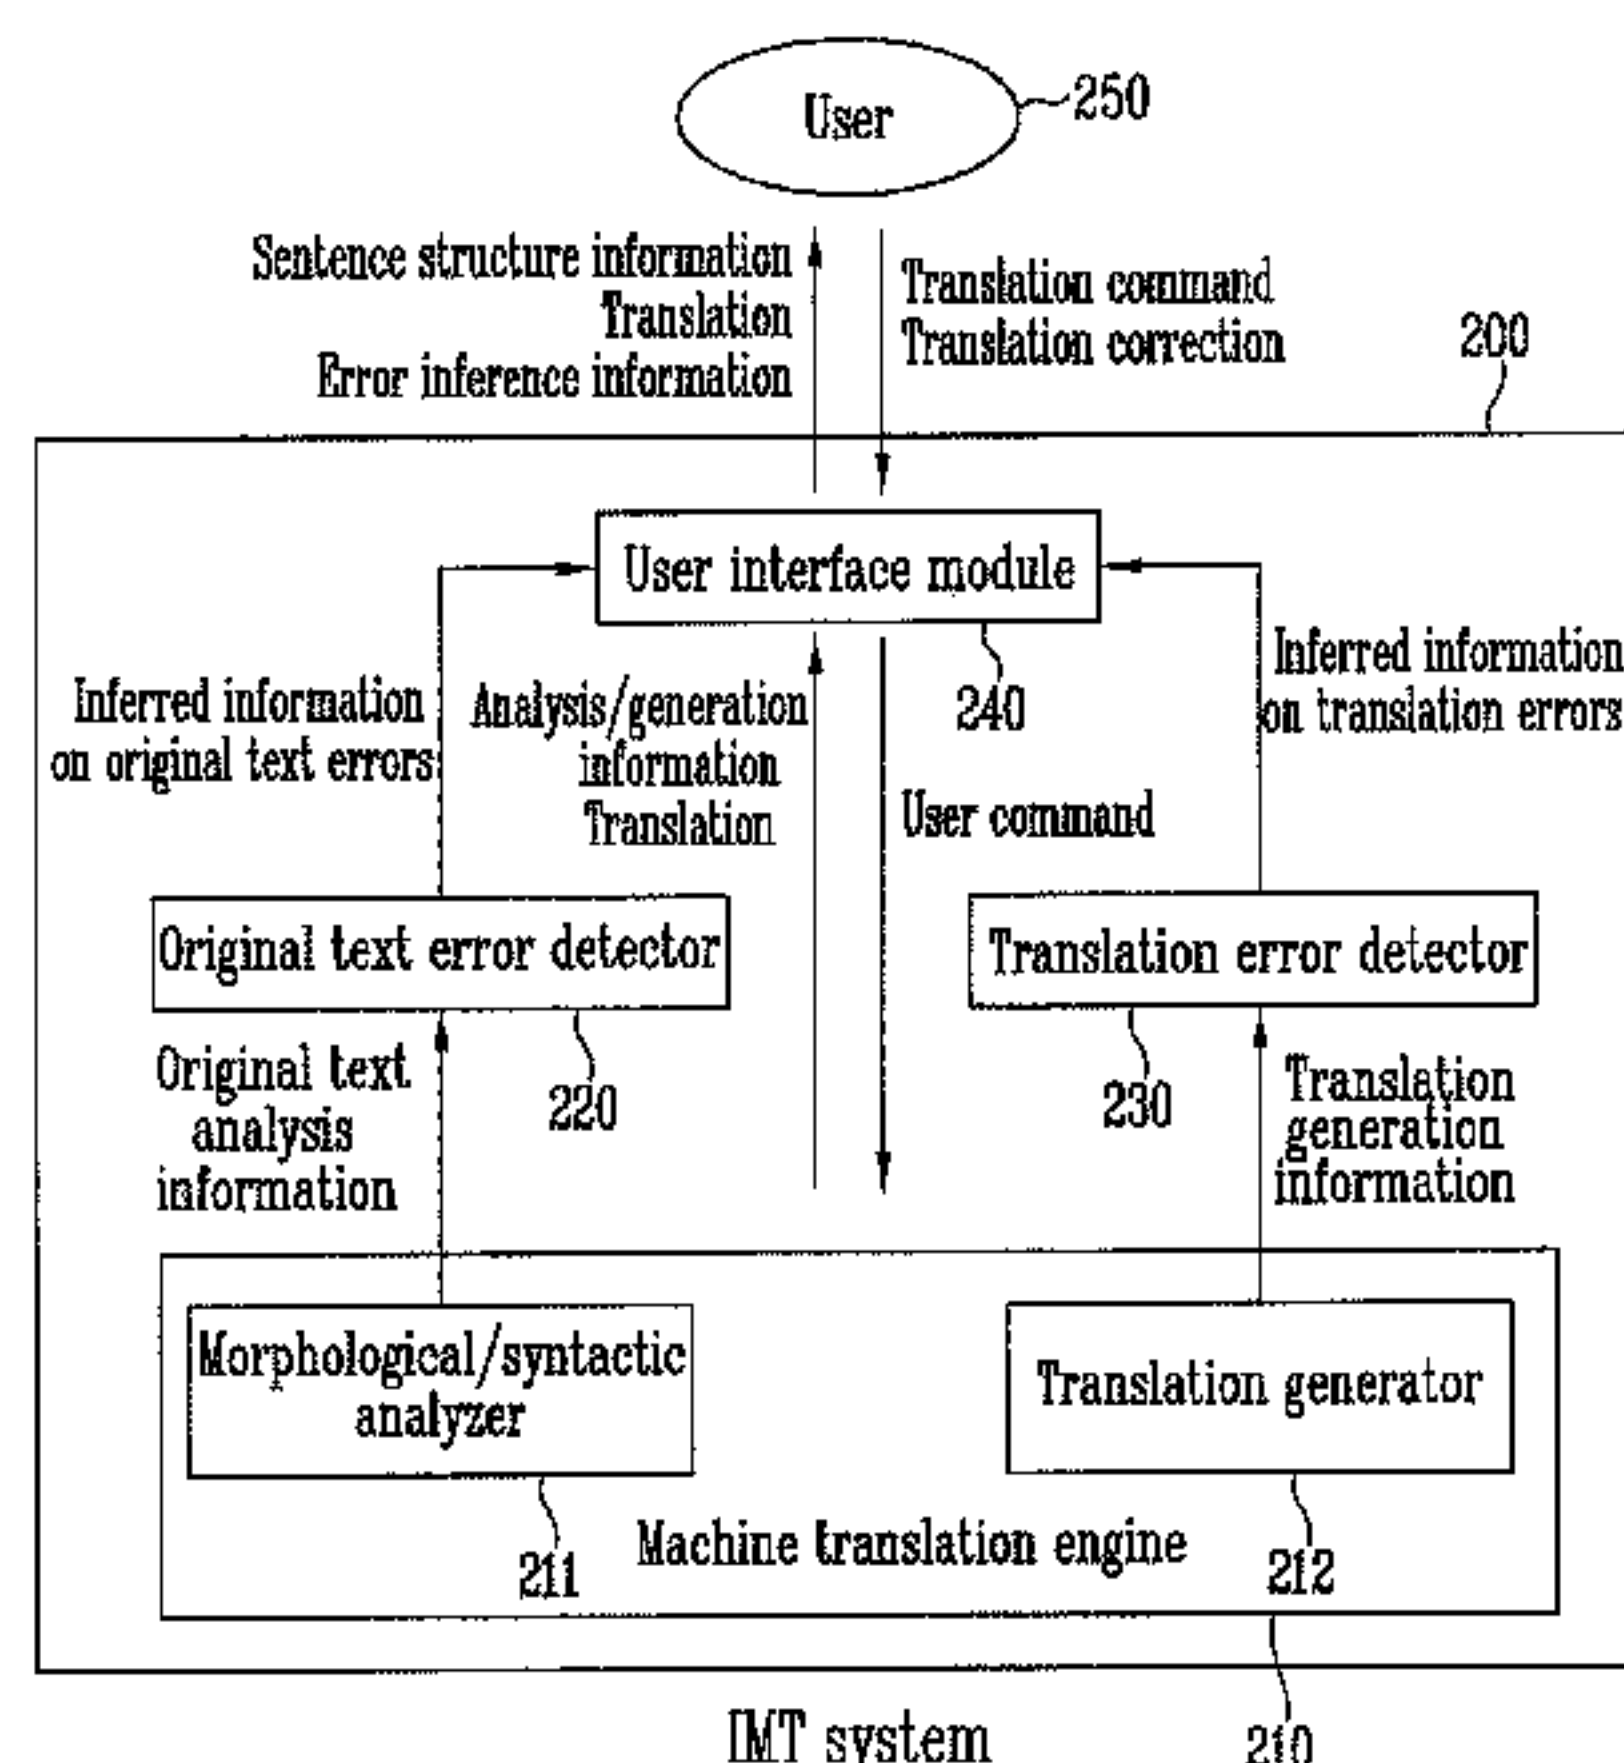 User
250
Sentence structure information
Translation
Error inference information
Translation command
Translation correction
200
User interface module
240
Inferred information
on original text errors
Analysis/generation
information
Translation
User command
Inferred information
on translation errors
Original text error detector
220
Translation error detector
230
Original text
analysis
information
Translation
generation
information
Morphological/syntactic
analyzer
211
Translation generator
212
Machine translation engine
IMT system
210